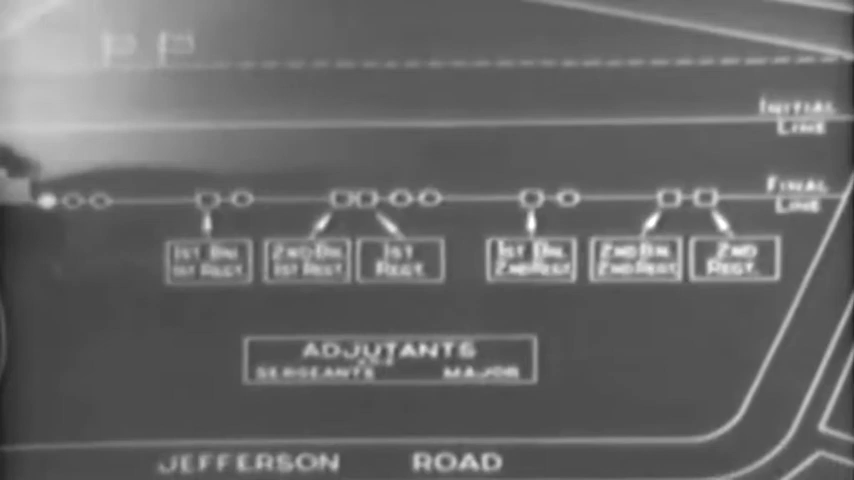 INITIAL
LINE
FINAL
LINE
1ST BN.
1ST REGT.
2ND BN.
1ST REGT.
1ST
REGT.
1ST BN.
2ND REGT.
2ND BN.
2ND REGT.
2ND
REGT.
ADJUTANTS
AND
SERGEANTS MAJOR
JEFFERSON ROAD